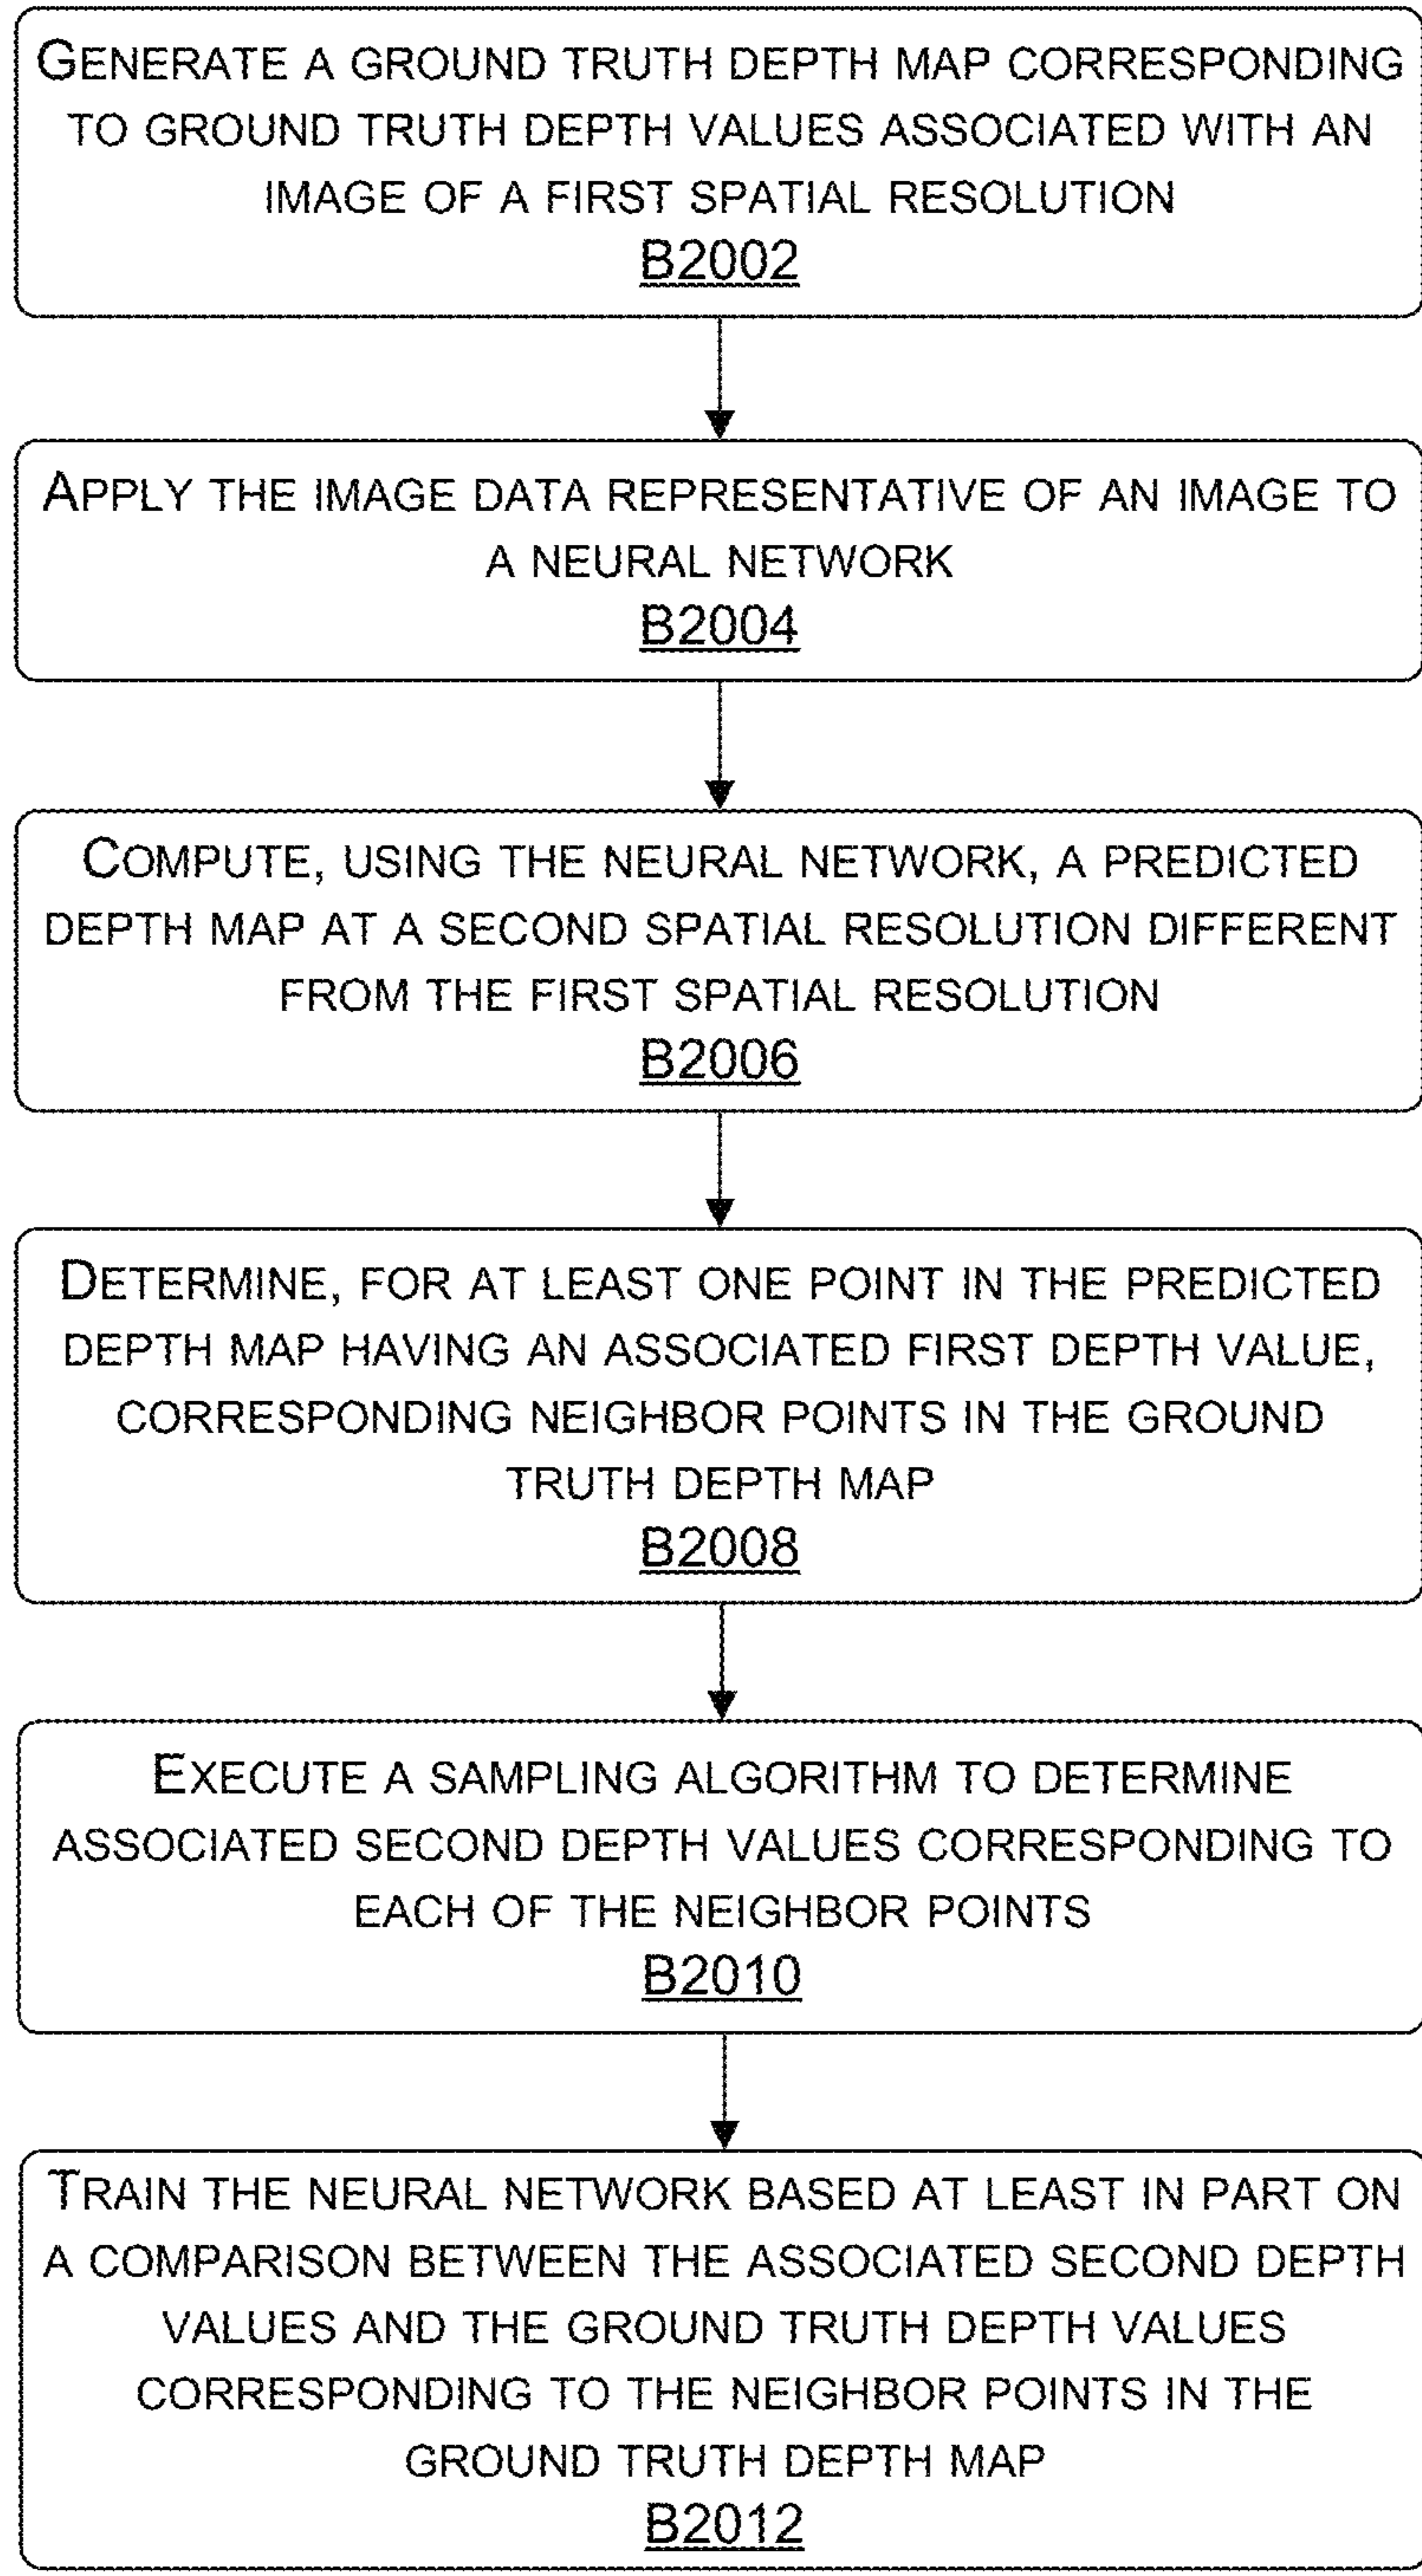 GENERATE A GROUND TRUTH DEPTH MAP CORRESPONDING
TO GROUND TRUTH DEPTH VALUES ASSOCIATED WITH AN
IMAGE OF A FIRST SPATIAL RESOLUTION
B2002
APPLY THE IMAGE DATA REPRESENTATIVE OF AN IMAGE TO
A NEURAL NETWORK
B2004
COMPUTE, USING THE NEURAL NETWORK, A PREDICTED
DEPTH MAP AT A SECOND SPATIAL RESOLUTION DIFFERENT
FROM THE FIRST SPATIAL RESOLUTION
B2006
DETERMINE, FOR AT LEAST ONE POINT IN THE PREDICTED
DEPTH MAP HAVING AN ASSOCIATED FIRST DEPTH VALUE,
CORRESPONDING NEIGHBOR POINTS IN THE GROUND
TRUTH DEPTH MAP
B2008
EXECUTE A SAMPLING ALGORITHM TO DETERMINE
ASSOCIATED SECOND DEPTH VALUES CORRESPONDING TO
EACH OF THE NEIGHBOR POINTS
B2010
TRAIN THE NEURAL NETWORK BASED AT LEAST IN PART ON
A COMPARISON BETWEEN THE ASSOCIATED SECOND DEPTH
VALUES AND THE GROUND TRUTH DEPTH VALUES
CORRESPONDING TO THE NEIGHBOR POINTS IN THE
GROUND TRUTH DEPTH MAP
B2012